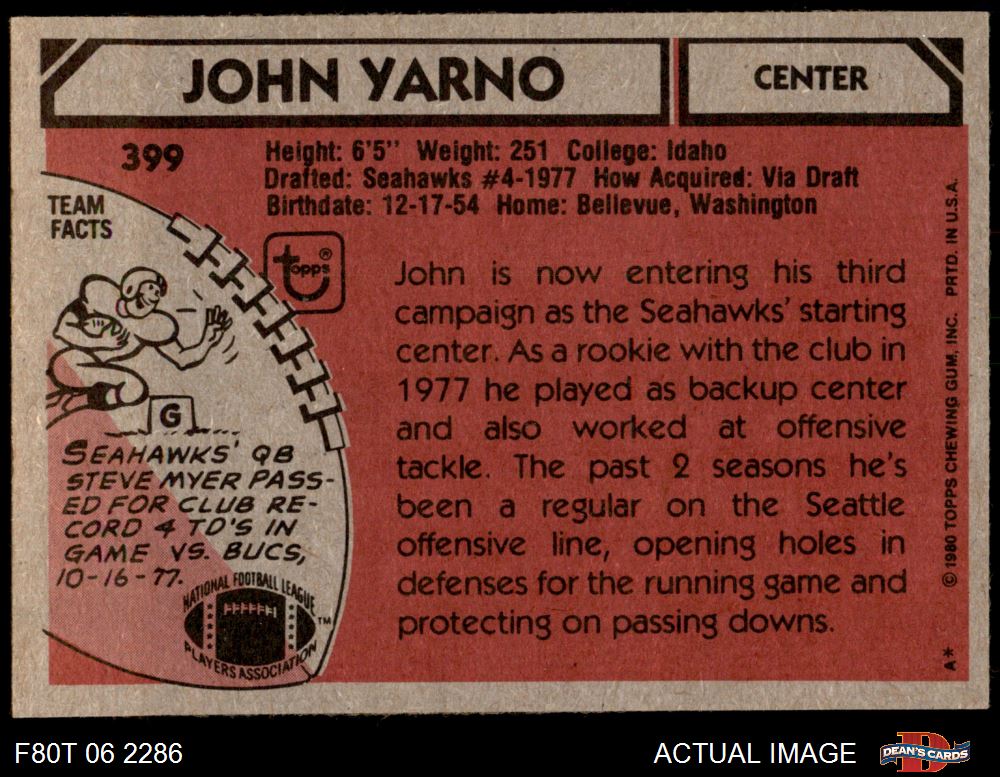 JOHN YARNO
CENTER
399
Height: 6'5" Weight: 251 College: Idaho
Drafted: Seahawks #4-1977 How Acquired: Via Draft
Birthdate: 12-17-54 Home: Bellevue, Washington
TEAM
FACTS
topps®
G
SEAHAWKS' QB
STEVE MYER PASS-
ED FOR CLUB RE-
CORD 4 TD'S IN
GAME VS. BUCS,
10-16-77.
NATIONAL FOOTBALL LEAGUE
PLAYERS ASSOCIATION
TM
John is now entering his third
campaign as the Seahawks' starting
center. As a rookie with the club in
1977 he played as backup center
and also worked at offensive
tackle. The past 2 seasons he's
been a regular on the Seattle
offensive line, opening holes in
defenses for the running game and
protecting on passing downs.
A* © 1980 TOPPS CHEWING GUM, INC. PRTD. IN U.S.A.
F80T 06 2286
ACTUAL IMAGE
D
DEAN'S CARDS